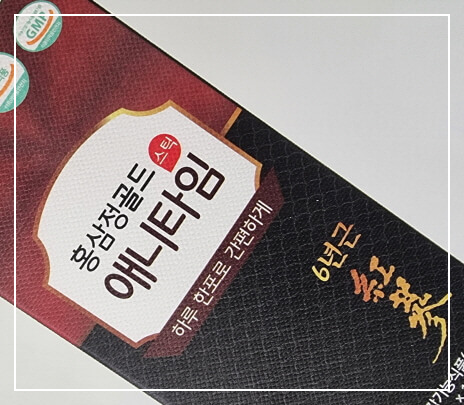 GMP
홍삼정골드
스틱
애니타임
하루 한포로 간편하게
6년근
紅蔘